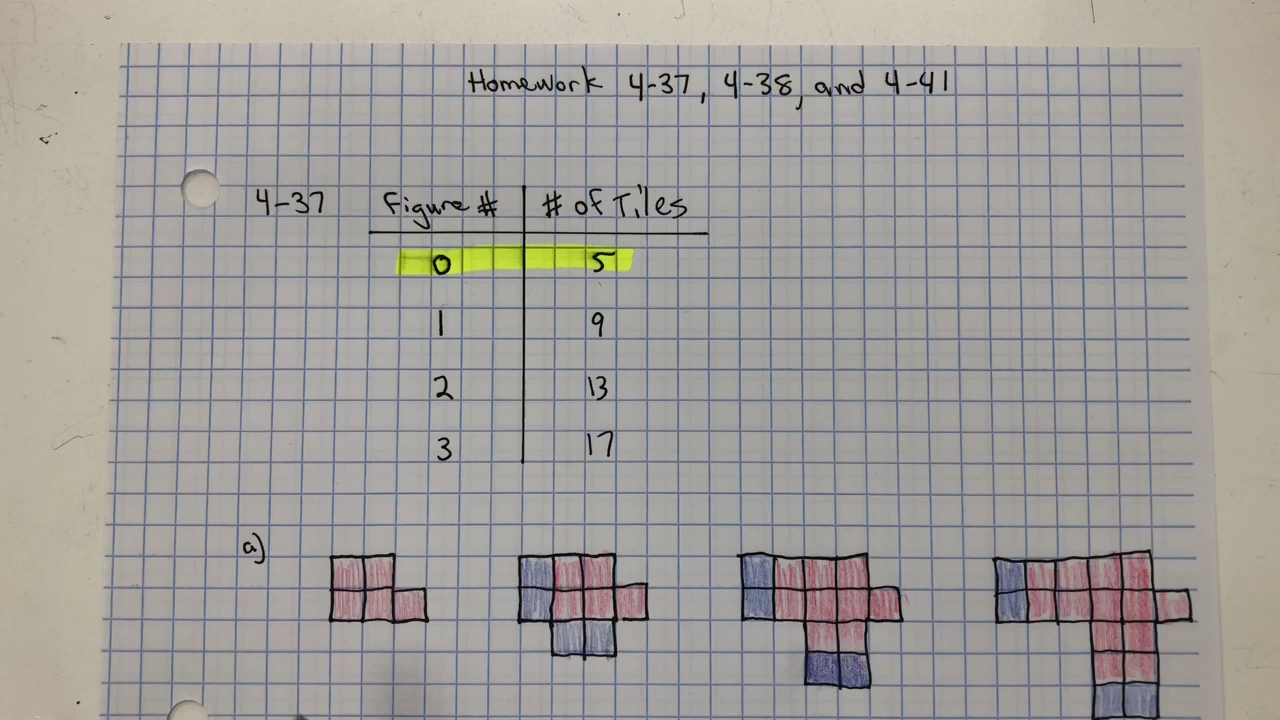 Homework 4-37, 4-38, and 4-41
4-37 Figure # # of Tiles
0 5
1 9
2 13
3 17
a)